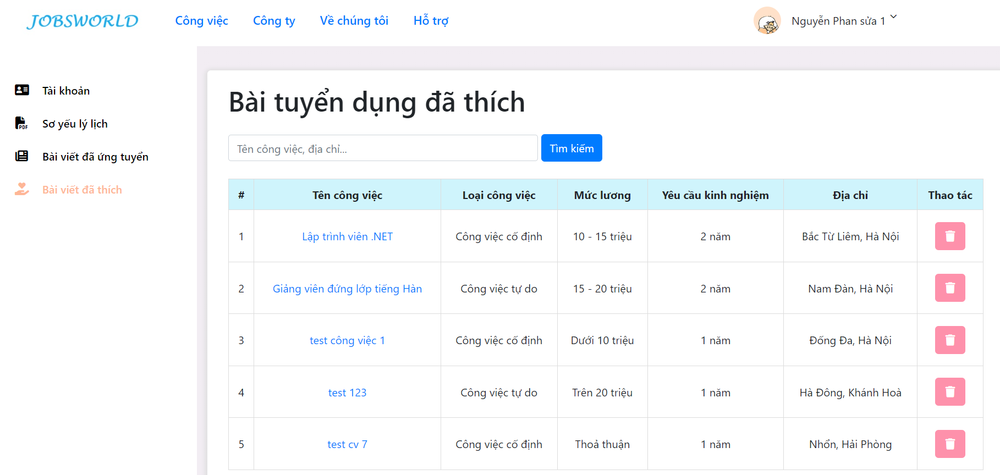 JOBSWORLD Công việc Công ty Về chúng tôi Hỗ trợ Nguyễn Phan sửa 1
Tài khoản
Sơ yếu lý lịch
PDF
Bài viết đã ứng tuyển
Bài viết đã thích
Bài tuyển dụng đã thích
Tên công việc, địa chỉ... Tìm kiếm
# Tên công việc Loại công việc Mức lương Yêu cầu kinh nghiệm Địa chỉ Thao tác
1 Lập trình viên .NET Công việc cố định 10 - 15 triệu 2 năm Bắc Từ Liêm, Hà Nội
2 Giảng viên đứng lớp tiếng Hàn Công việc tự do 15 - 20 triệu 2 năm Nam Đàn, Hà Nội
3 test công việc 1 Công việc cố định Dưới 10 triệu 1 năm Đống Đa, Hà Nội
4 test 123 Công việc tự do Trên 20 triệu 1 năm Hà Đông, Khánh Hoà
5 test cv 7 Công việc cố định Thoả thuận 1 năm Nhổn, Hải Phòng